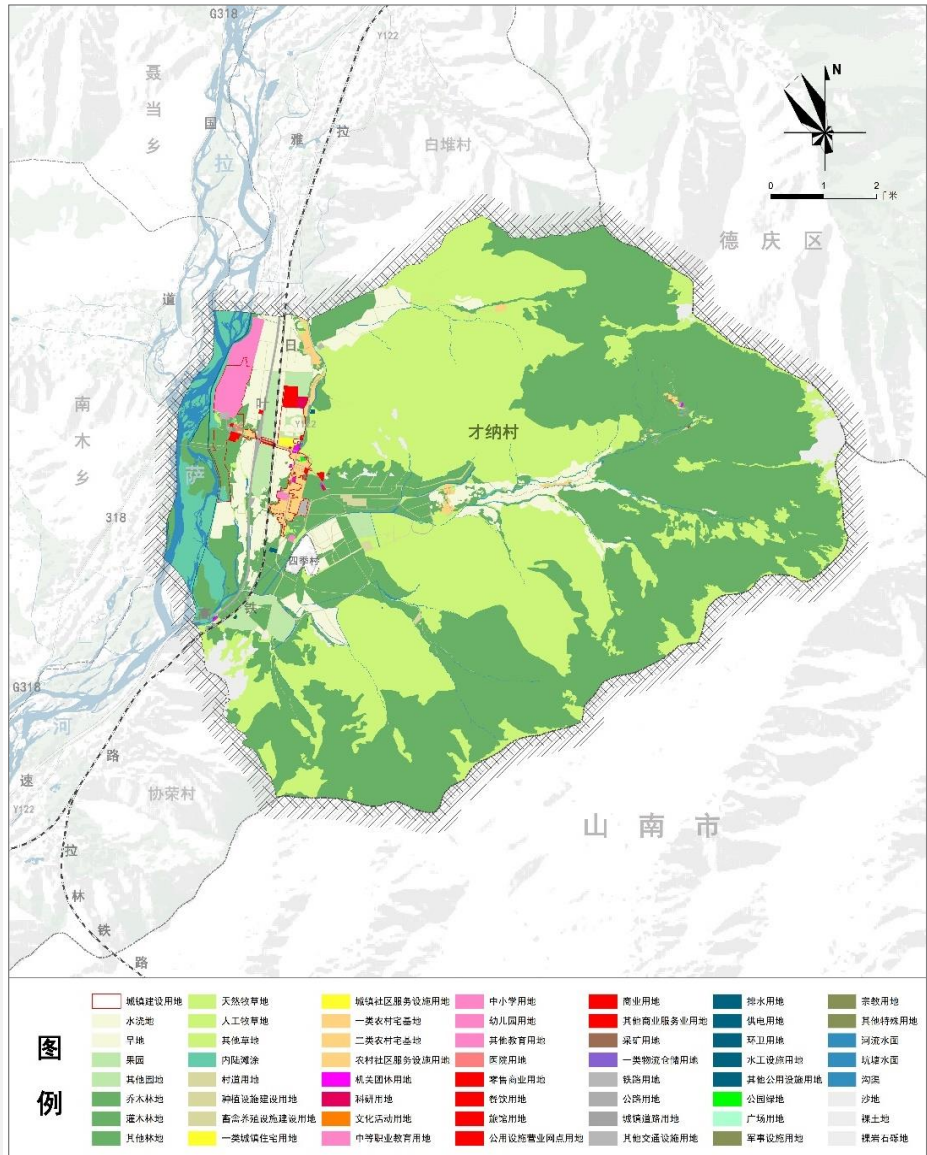 G318
Y122
N
聂当乡
国
雅
拉
拉
白堆村
0 1 2
千米
德庆区
道
日
叶
Y122
才纳村
南木乡
萨
318
四季村
铁
G318
河
路
速
协荣村
Y122
山南市
拉
林
铁
路
图例
城镇建设用地 天然牧草地 城镇社区服务设施用地 中小学用地 商业用地 排水用地 宗教用地
水浇地 人工牧草地 一类农村宅基地 幼儿园用地 其他商业服务业用地 供电用地 其他特殊用地
旱地 其他草地 二类农村宅基地 其他教育用地 采矿用地 环卫用地 河流水面
果园 内陆滩涂 农村社区服务设施用地 医院用地 一类物流仓储用地 水工设施用地 坑塘水面
其他园地 村道用地 机关团体用地 零售商业用地 铁路用地 其他公用设施用地 沟渠
乔木林地 种植设施建设用地 科研用地 餐饮用地 公路用地 公园绿地 沙地
灌木林地 畜禽养殖设施建设用地 文化活动用地 旅馆用地 城镇道路用地 广场用地 裸土地
其他林地 一类城镇住宅用地 中等职业教育用地 公用设施营业网点用地 其他交通设施用地 军事设施用地 裸岩石砾地